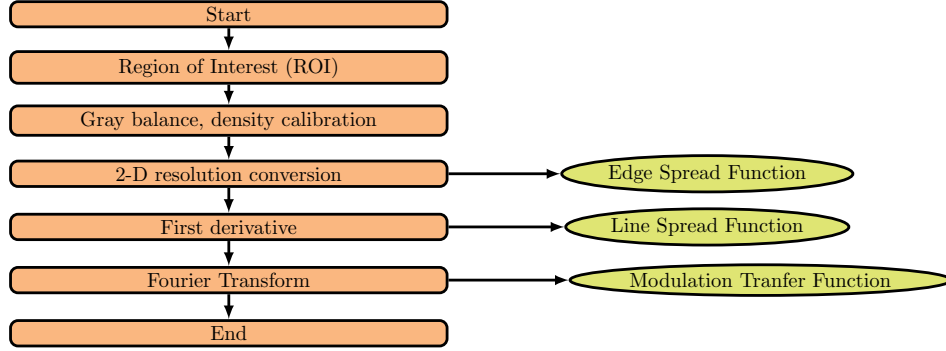 Start
Region of Interest (ROI)
Gray balance, density calibration
2-D resolution conversion
Edge Spread Function
First derivative
Line Spread Function
Fourier Transform
Modulation Tranfer Function
End